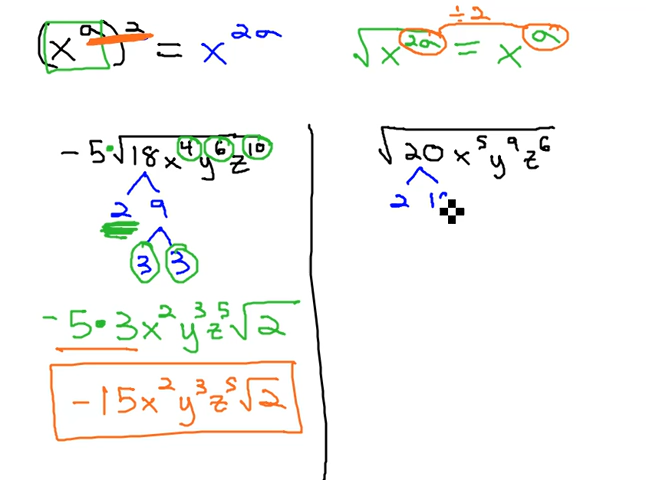 (x^a)^2 = x^{2a}
÷2
√x^{2a} = x^a
-5·√18x^4y^6z^10
2 9
3 3
-5·3x^2y^3z^5√2
-15x^2y^3z^5√2
√20x^5y^9z^6
2